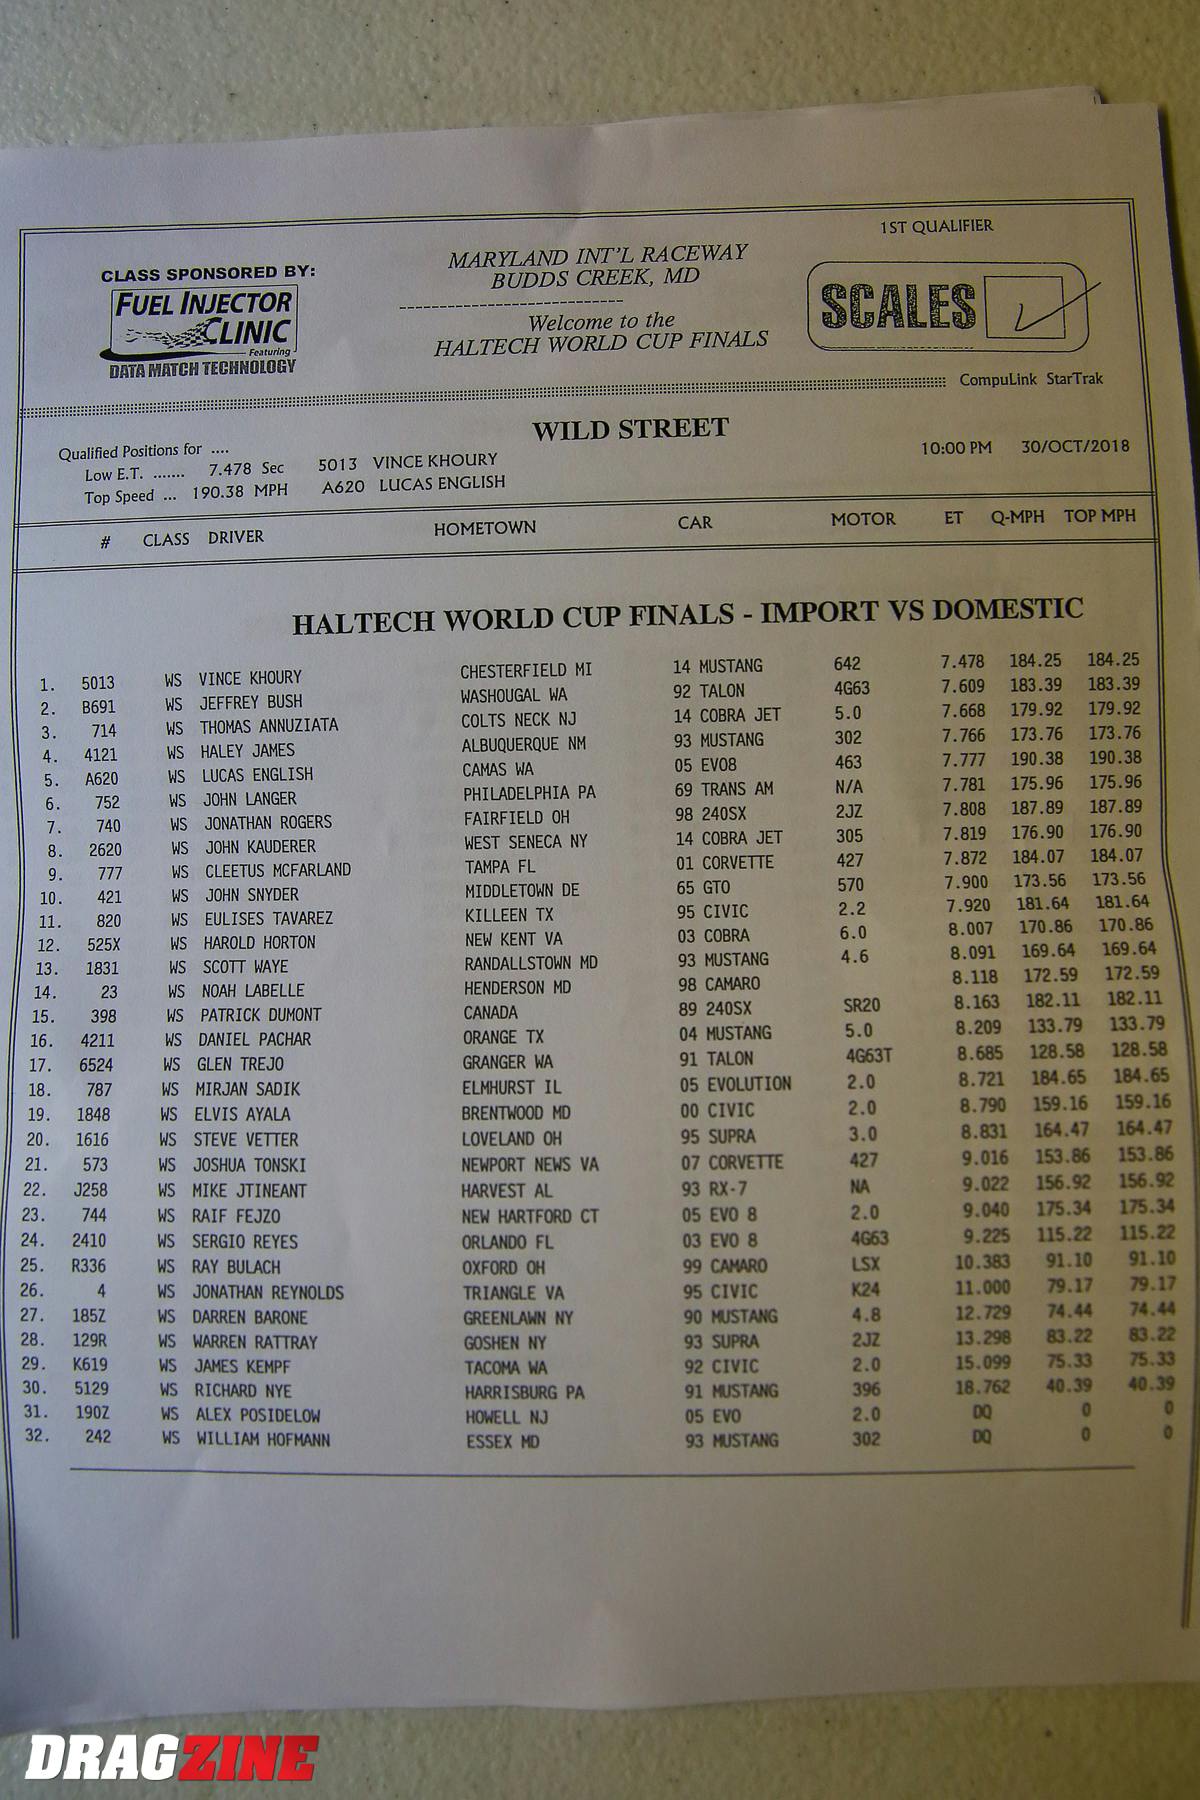 1ST QUALIFIER
CLASS SPONSORED BY:
FUEL INJECTOR
CLINIC
Featuring
DATA MATCH TECHNOLOGY
MARYLAND INT'L RACEWAY
BUDDS CREEK, MD
-------------------------------
Welcome to the
HALTECH WORLD CUP FINALS
SCALES
CompuLink StarTrak
WILD STREET
Qualified Positions for ....
Low E.T. ....... 7.478 Sec 5013 VINCE KHOURY
Top Speed ... 190.38 MPH A620 LUCAS ENGLISH
10:00 PM 30/OCT/2018
# CLASS DRIVER HOMETOWN CAR MOTOR ET Q-MPH TOP MPH
HALTECH WORLD CUP FINALS - IMPORT VS DOMESTIC
1. 5013 WS VINCE KHOURY CHESTERFIELD MI 14 MUSTANG 642 7.478 184.25 184.25
2. B691 WS JEFFREY BUSH WASHOUGAL WA 92 TALON 4G63 7.609 183.39 183.39
3. 714 WS THOMAS ANNUZIATA COLTS NECK NJ 14 COBRA JET 5.0 7.668 179.92 179.92
4. 4121 WS HALEY JAMES ALBUQUERQUE NM 93 MUSTANG 302 7.766 173.76 173.76
5. A620 WS LUCAS ENGLISH CAMAS WA 05 EVO8 463 7.777 190.38 190.38
6. 752 WS JOHN LANGER PHILADELPHIA PA 69 TRANS AM N/A 7.781 175.96 175.96
7. 740 WS JONATHAN ROGERS FAIRFIELD OH 98 240SX 2JZ 7.808 187.89 187.89
8. 2620 WS JOHN KAUDERER WEST SENECA NY 14 COBRA JET 305 7.819 176.90 176.90
9. 777 WS CLEETUS MCFARLAND TAMPA FL 01 CORVETTE 427 7.872 184.07 184.07
10. 421 WS JOHN SNYDER MIDDLETOWN DE 65 GTO 570 7.900 173.56 173.56
11. 820 WS EULISES TAVAREZ KILLEEN TX 95 CIVIC 2.2 7.920 181.64 181.64
12. 525X WS HAROLD HORTON NEW KENT VA 03 COBRA 6.0 8.007 170.86 170.86
13. 1831 WS SCOTT WAYE RANDALLSTOWN MD 93 MUSTANG 4.6 8.091 169.64 169.64
14. 23 WS NOAH LABELLE HENDERSON MD 98 CAMARO 8.118 172.59 172.59
15. 398 WS PATRICK DUMONT CANADA 89 240SX SR20 8.163 182.11 182.11
16. 4211 WS DANIEL PACHAR ORANGE TX 04 MUSTANG 5.0 8.209 133.79 133.79
17. 6524 WS GLEN TREJO GRANGER WA 91 TALON 4G63T 8.685 128.58 128.58
18. 787 WS MIRJAN SADIK ELMHURST IL 05 EVOLUTION 2.0 8.721 184.65 184.65
19. 1848 WS ELVIS AYALA BRENTWOOD MD 00 CIVIC 2.0 8.790 159.16 159.16
20. 1616 WS STEVE VETTER LOVELAND OH 95 SUPRA 3.0 8.831 164.47 164.47
21. 573 WS JOSHUA TONSKI NEWPORT NEWS VA 07 CORVETTE 427 9.016 153.86 153.86
22. J258 WS MIKE JTINEANT HARVEST AL 93 RX-7 NA 9.022 156.92 156.92
23. 744 WS RAIF FEJZO NEW HARTFORD CT 05 EVO 8 2.0 9.040 175.34 175.34
24. 2410 WS SERGIO REYES ORLANDO FL 03 EVO 8 4G63 9.225 115.22 115.22
25. R336 WS RAY BULACH OXFORD OH 99 CAMARO LSX 10.383 91.10 91.10
26. 4 WS JONATHAN REYNOLDS TRIANGLE VA 95 CIVIC K24 11.000 79.17 79.17
27. 185Z WS DARREN BARONE GREENLAWN NY 90 MUSTANG 4.8 12.729 74.44 74.44
28. 129R WS WARREN RATTRAY GOSHEN NY 93 SUPRA 2JZ 13.298 83.22 83.22
29. K619 WS JAMES KEMPF TACOMA WA 92 CIVIC 2.0 15.099 75.33 75.33
30. 5129 WS RICHARD NYE HARRISBURG PA 91 MUSTANG 396 18.762 40.39 40.39
31. 190Z WS ALEX POSIDELOW HOWELL NJ 05 EVO 2.0 DQ 0 0
32. 242 WS WILLIAM HOFMANN ESSEX MD 93 MUSTANG 302 DQ 0 0
DRAGZINE